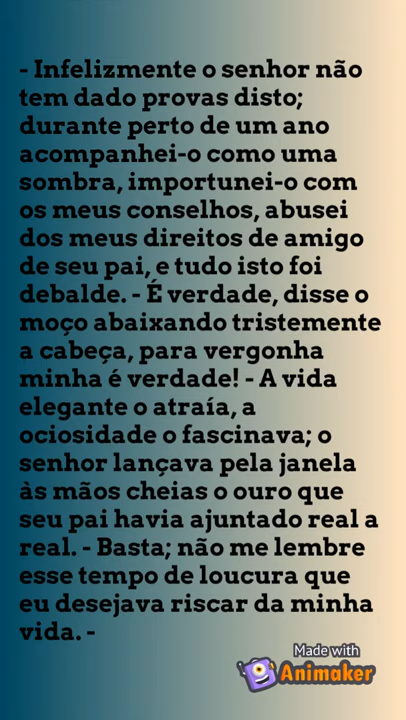 - Infelizmente o senhor não
tem dado provas disto;
durante perto de um ano
acompanhei-o como uma
sombra, importunei-o com
os meus conselhos, abusei
dos meus direitos de amigo
de seu pai, e tudo isto foi
debalde. - É verdade, disse o
moço abaixando tristemente
a cabeça, para vergonha
minha é verdade! - A vida
elegante o atraía, a
ociosidade o fascinava; o
senhor lançava pela janela
às mãos cheias o ouro que
seu pai havia ajuntado real a
real. - Basta; não me lembre
esse tempo de loucura que
eu desejava riscar da minha
vida. -
Made with
Animaker